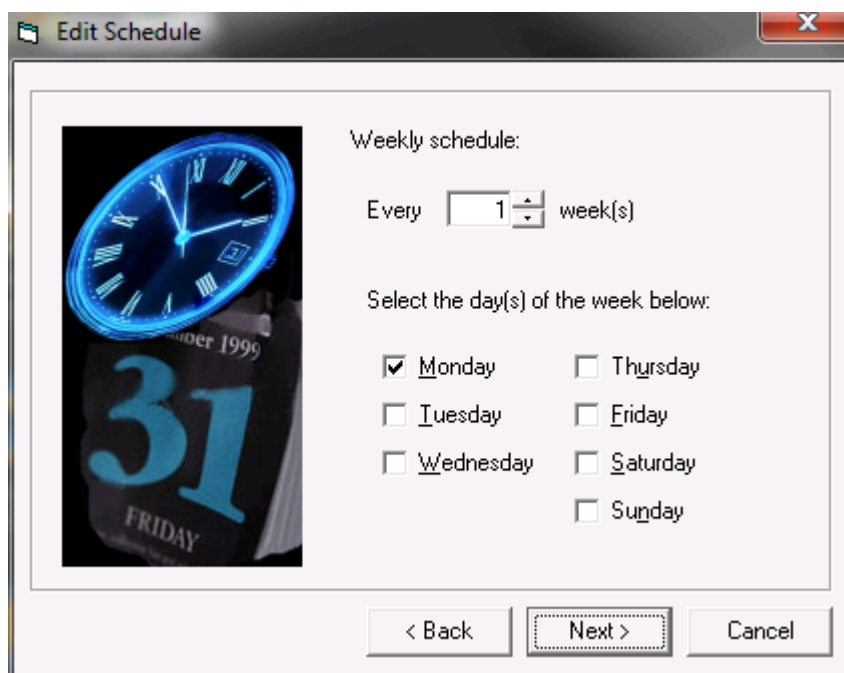 Edit Schedule
Weekly schedule:
Every 1 week(s)
Select the day(s) of the week below:
Monday
Thursday
Tuesday
Friday
Wednesday
Saturday
Sunday
mber 1999
31
FRIDAY
< Back
Next >
Cancel